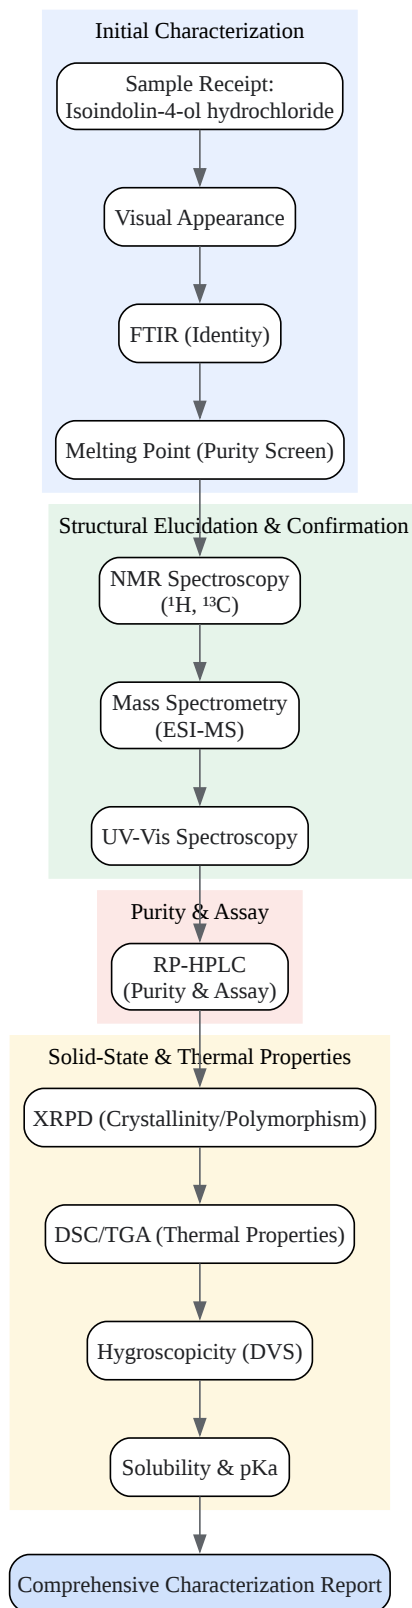 Initial Characterization
Sample Receipt:
Isoindolin-4-ol hydrochloride
Visual Appearance
FTIR (Identity)
Melting Point (Purity Screen)
Structural Elucidation & Confirmation
NMR Spectroscopy
(¹H, ¹³C)
Mass Spectrometry
(ESI-MS)
UV-Vis Spectroscopy
Purity & Assay
RP-HPLC
(Purity & Assay)
Solid-State & Thermal Properties
XRPD (Crystallinity/Polymorphism)
DSC/TGA (Thermal Properties)
Hygroscopicity (DVS)
Solubility & pKa
Comprehensive Characterization Report